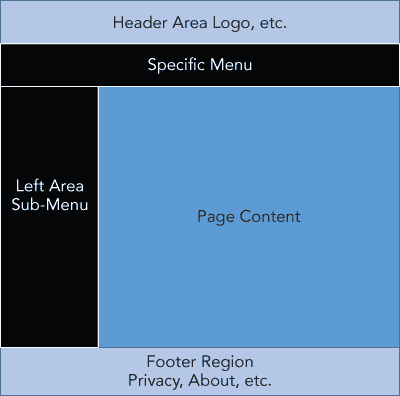 Header Area Logo, etc.
Specific Menu
Left Area
Sub-Menu
Page Content
Footer Region
Privacy, About, etc.